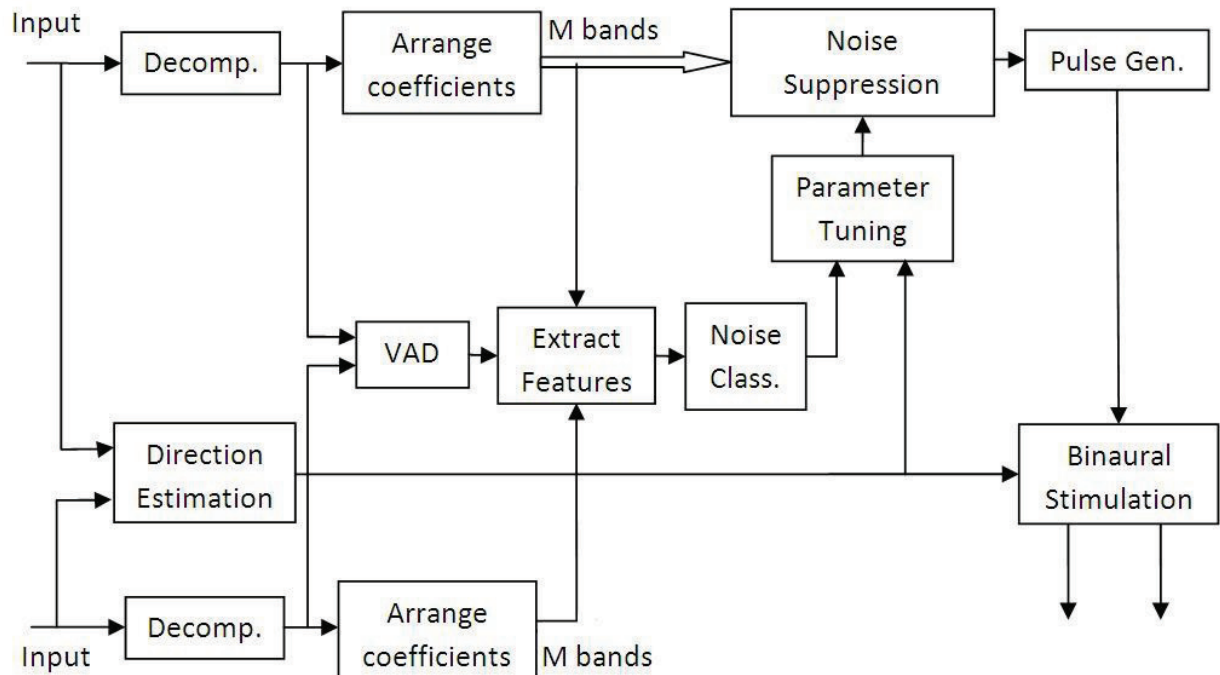 Input
Decomp.
Arrange
coefficients
M bands
Noise
Suppression
Pulse Gen.
Parameter
Tuning
VAD
Extract
Features
Noise
Class.
Direction
Estimation
Binaural
Stimulation
Input
Decomp.
Arrange
coefficients
M bands